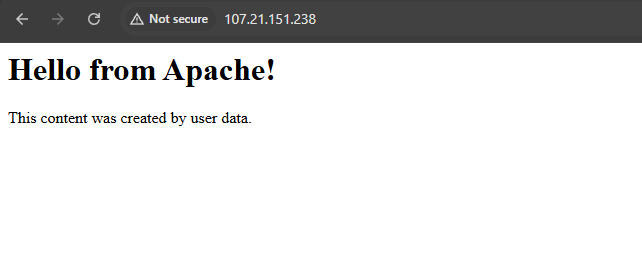 Not secure 107.21.151.238
Hello from Apache!
This content was created by user data.